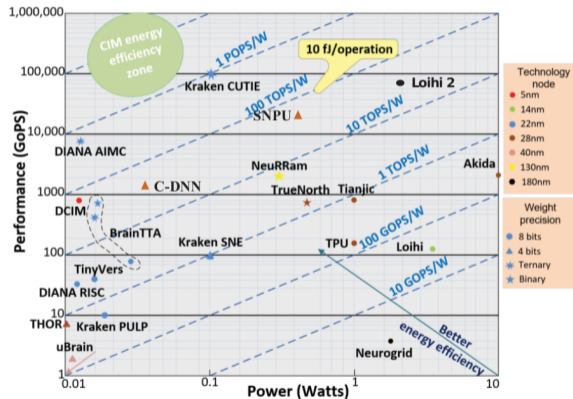 1,000,000
100,000
10,000
1000
100
10
1
Performance (GoPS)
0.01
0.1
1
10
Power (Watts)
CIM energy
efficiency
zone
1 POPS/W
10 fJ/operation
Kraken CUTIE
Loihi 2
100 TOPS/W
SNPU
10 TOPS/W
DIANA AIMC
NeuRRam
Akida
C-DNN
TrueNorth
Tianjic
1 TOPS/W
DCIM
BrainTTA
Kraken SNE
TPU
Loihi
100 GOPS/W
TinyVers
DIANA RISC
10 GOPS/W
THOR
Kraken PULP
uBrain
Neurogrid
Better
energy efficiency
Technology
node
5nm
14nm
22nm
28nm
40nm
130nm
180nm
Weight
precision
8 bits
4 bits
Ternary
Binary